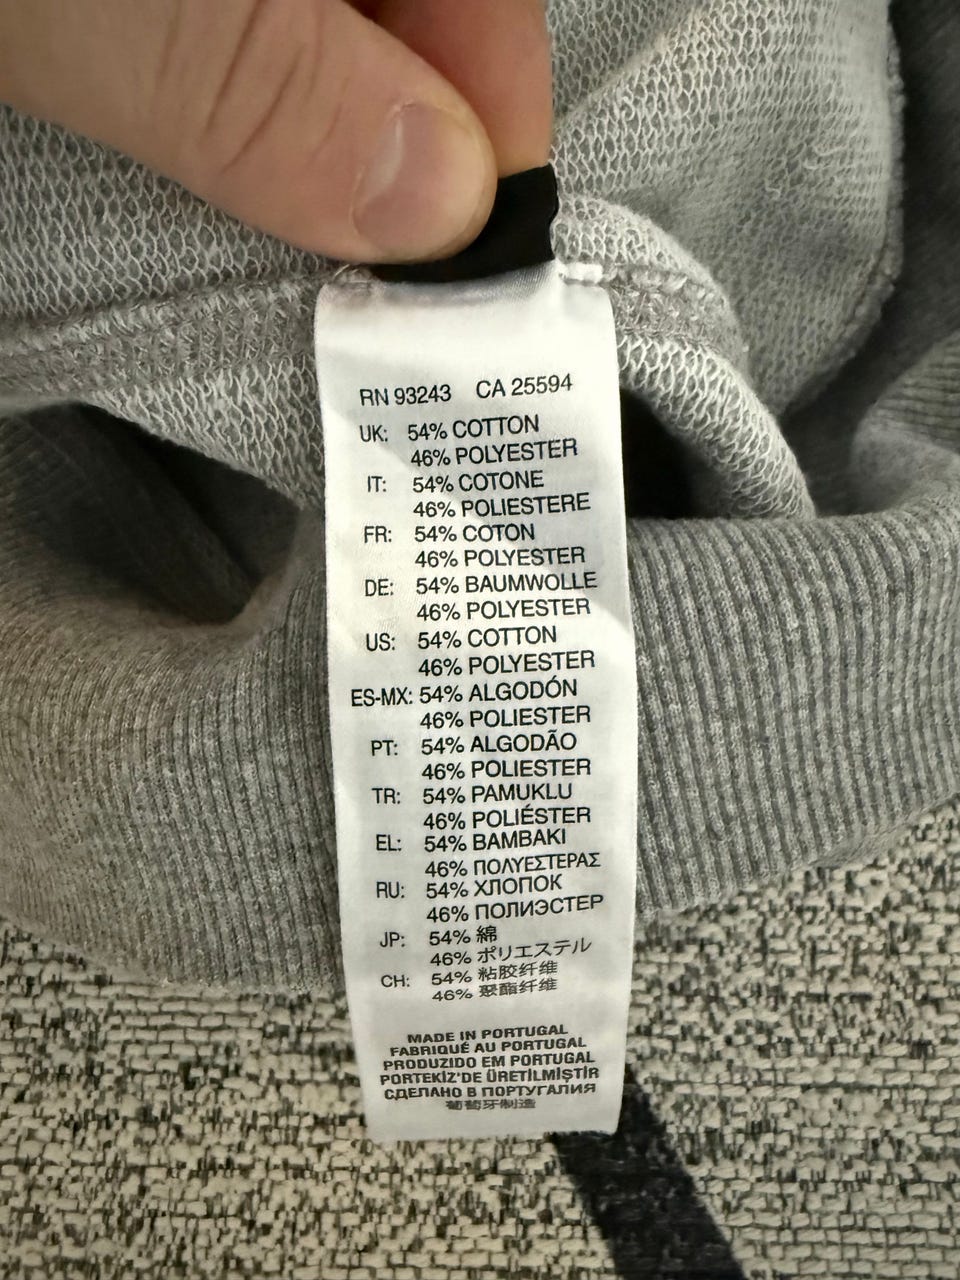 RN 93243 CA 25594
UK: 54% COTTON
46% POLYESTER
IT: 54% COTONE
46% POLIESTERE
FR: 54% COTON
46% POLYESTER
DE: 54% BAUMWOLLE
46% POLYESTER
US: 54% COTTON
46% POLYESTER
ES-MX: 54% ALGODÓN
46% POLIESTER
PT: 54% ALGODÃO
46% POLIESTER
TR: 54% PAMUKLU
46% POLIÉSTER
EL: 54% ΒΑΜΒΑΚΙ
46% ΠΟΛΥΕΣΤΕΡΑΣ
RU: 54% ХЛОПОК
46% ПОЛИЭСТЕР
JP: 54% 綿
46% ポリエステル
CH: 54% 粘胶纤维
46% 聚酯纤维
MADE IN PORTUGAL
FABRIQUÉ AU PORTUGAL
PRODUZIDO EM PORTUGAL
PORTEKİZ'DE ÜRETİLMİŞTİR
СДЕЛАНО В ПОРТУГАЛИЯ
葡萄牙制造